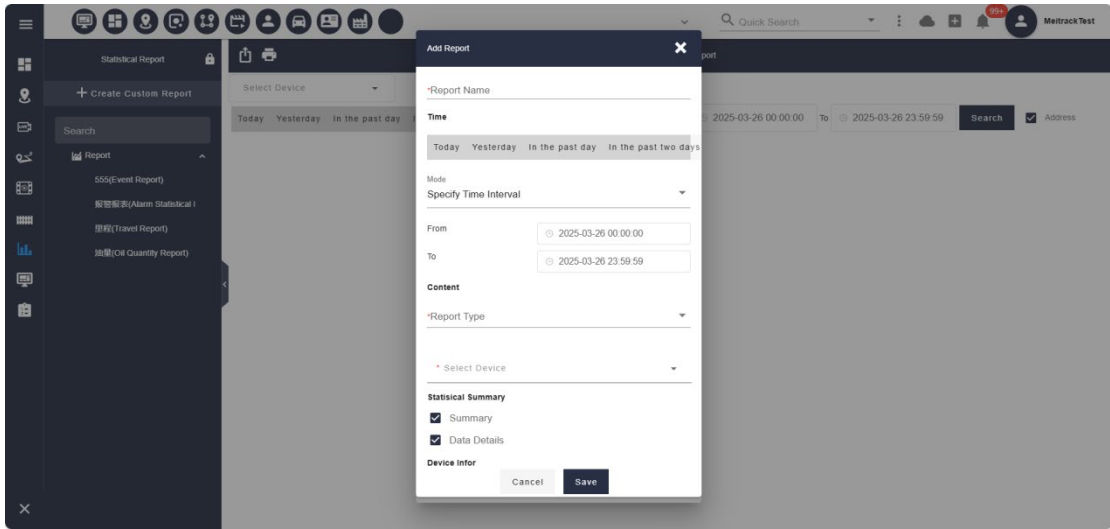 Quick Search
99+
MeitrackTest
Statistical Report
Create Custom Report
Search
Report
555(Event Report)
报警报表(Alarm Statistical
里程(Travel Report)
油量(Oil Quantity Report)
Select Device
Today Yesterday In the past day
port
2025-03-26 00:00:00 To 2025-03-26 23:59:59 Search Address
Add Report
*Report Name
Time
Today Yesterday In the past day In the past two days
Mode
Specify Time Interval
From 2025-03-26 00:00:00
To 2025-03-26 23:59:59
Content
*Report Type
* Select Device
Statisical Summary
Summary
Data Details
Device Infor
Cancel Save